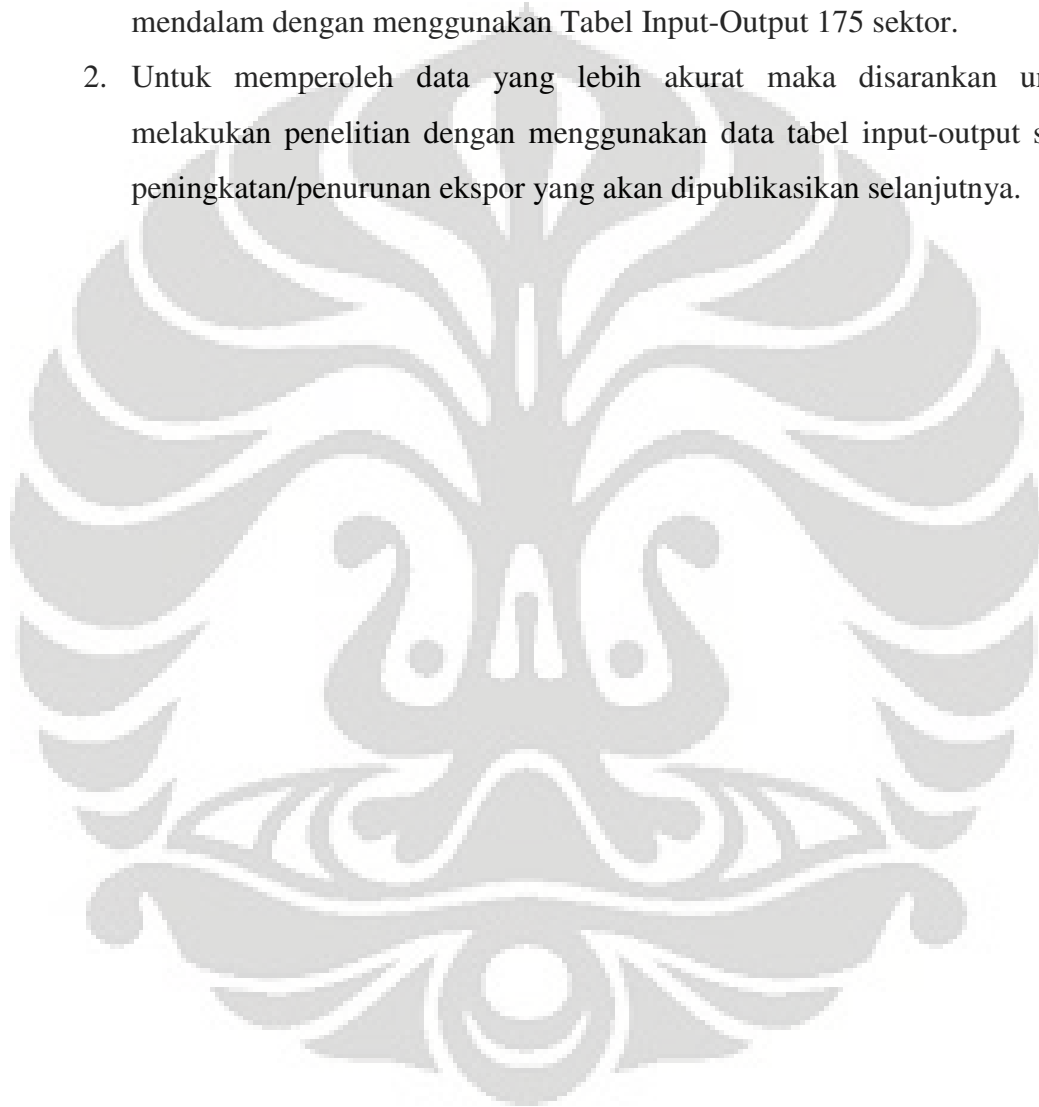 mendalam dengan menggunakan Tabel Input-Output 175 sektor.
2. Untuk memperoleh data yang lebih akurat maka disarankan
melakukan penelitian dengan menggunakan data tabel input-output
peningkatan/penurunan ekspor yang akan dipublikasikan selanjutnya.